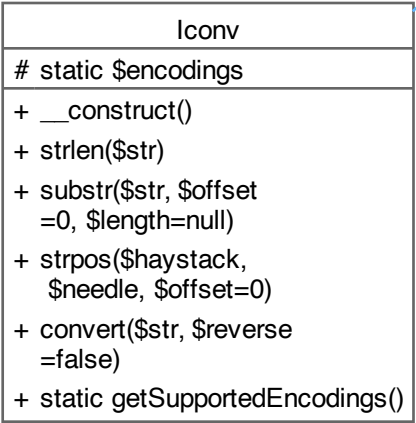 Iconv
# static $encodings
+ __construct()
+ strlen($str)
+ substr($str, $offset
=0, $length=null)
+ strpos($haystack,
$needle, $offset=0)
+ convert($str, $reverse
=false)
+ static getSupportedEncodings()